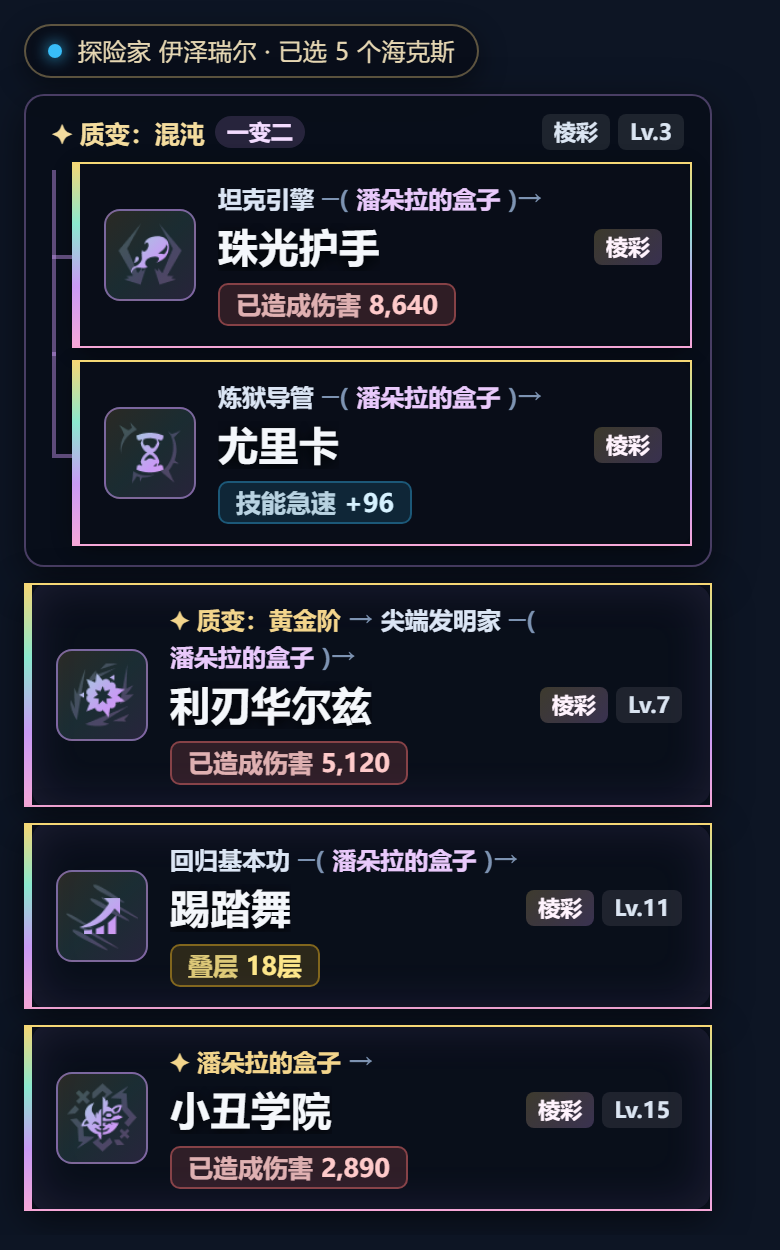 探险家 伊泽瑞尔 · 已选 5 个海克斯
✦ 质变：混沌 一变二 棱彩 Lv.3
坦克引擎 ─( 潘朵拉的盒子 )→
珠光护手 棱彩
已造成伤害 8,640
炼狱导管 ─( 潘朵拉的盒子 )→
尤里卡 棱彩
技能急速 +96
✦ 质变：黄金阶 → 尖端发明家 ─(
潘朵拉的盒子 )→
利刃华尔兹 棱彩 Lv.7
已造成伤害 5,120
回归基本功 ─( 潘朵拉的盒子 )→
踢踏舞 棱彩 Lv.11
叠层 18层
✦ 潘朵拉的盒子 →
小丑学院 棱彩 Lv.15
已造成伤害 2,890